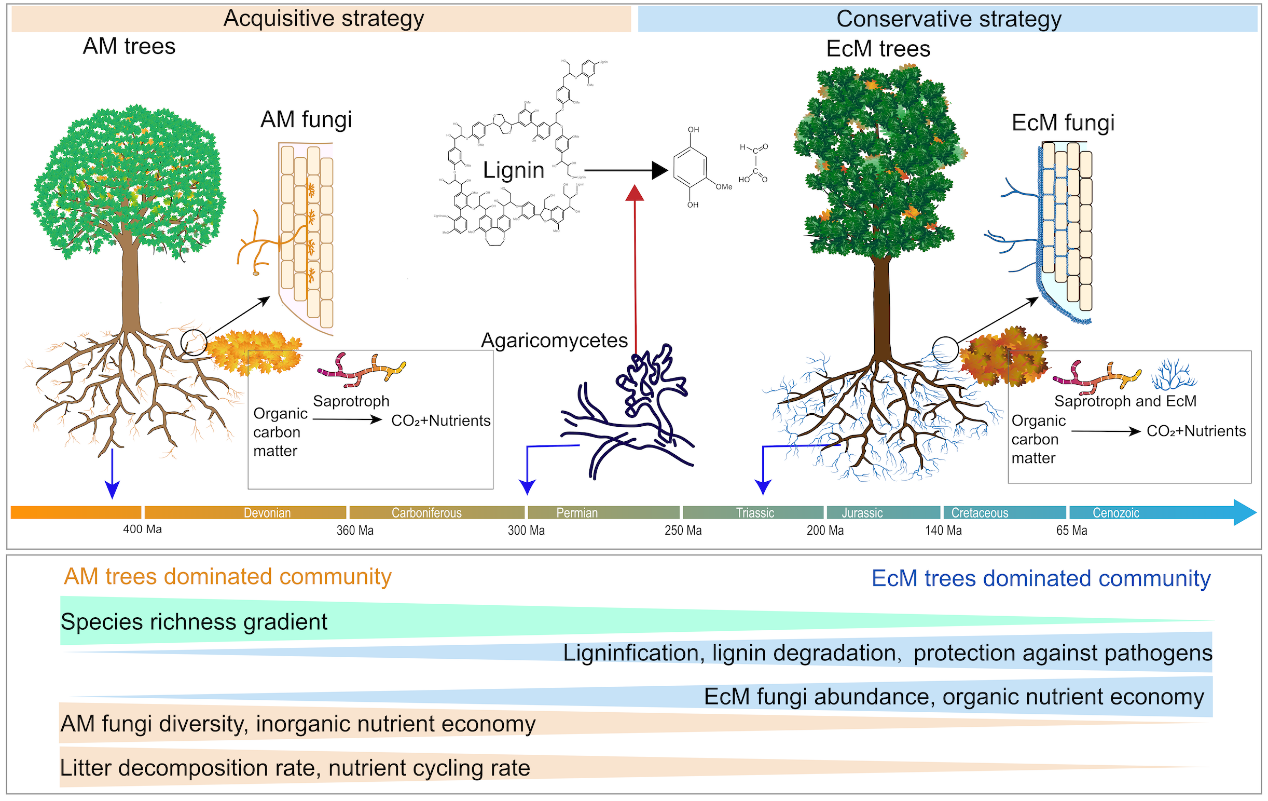 Acquisitive strategy
Conservative strategy
AM trees
EcM trees
AM fungi
EcM fungi
Lignin
OH
OMe
OH
H
O
HO
O
Agaricomycetes
Saprotroph
Organic
carbon
matter
CO₂+Nutrients
Saprotroph and EcM
Organic
carbon
matter
CO₂+Nutrients
Devonian
Carboniferous
Permian
Triassic
Jurassic
Cretaceous
Cenozoic
400 Ma
360 Ma
300 Ma
250 Ma
200 Ma
140 Ma
65 Ma
AM trees dominated community
EcM trees dominated community
Species richness gradient
Ligninfication, lignin degradation, protection against pathogens
EcM fungi abundance, organic nutrient economy
AM fungi diversity, inorganic nutrient economy
Litter decomposition rate, nutrient cycling rate